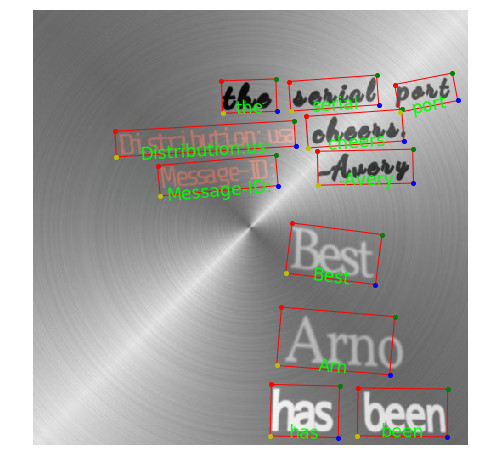 the serial port
the serial port
Distribution: use cheers.
Distribution: us cheers
Message-ID: -Avery
Message-ID: -Avery
Best
Best
Arno
Arn
has been
has been